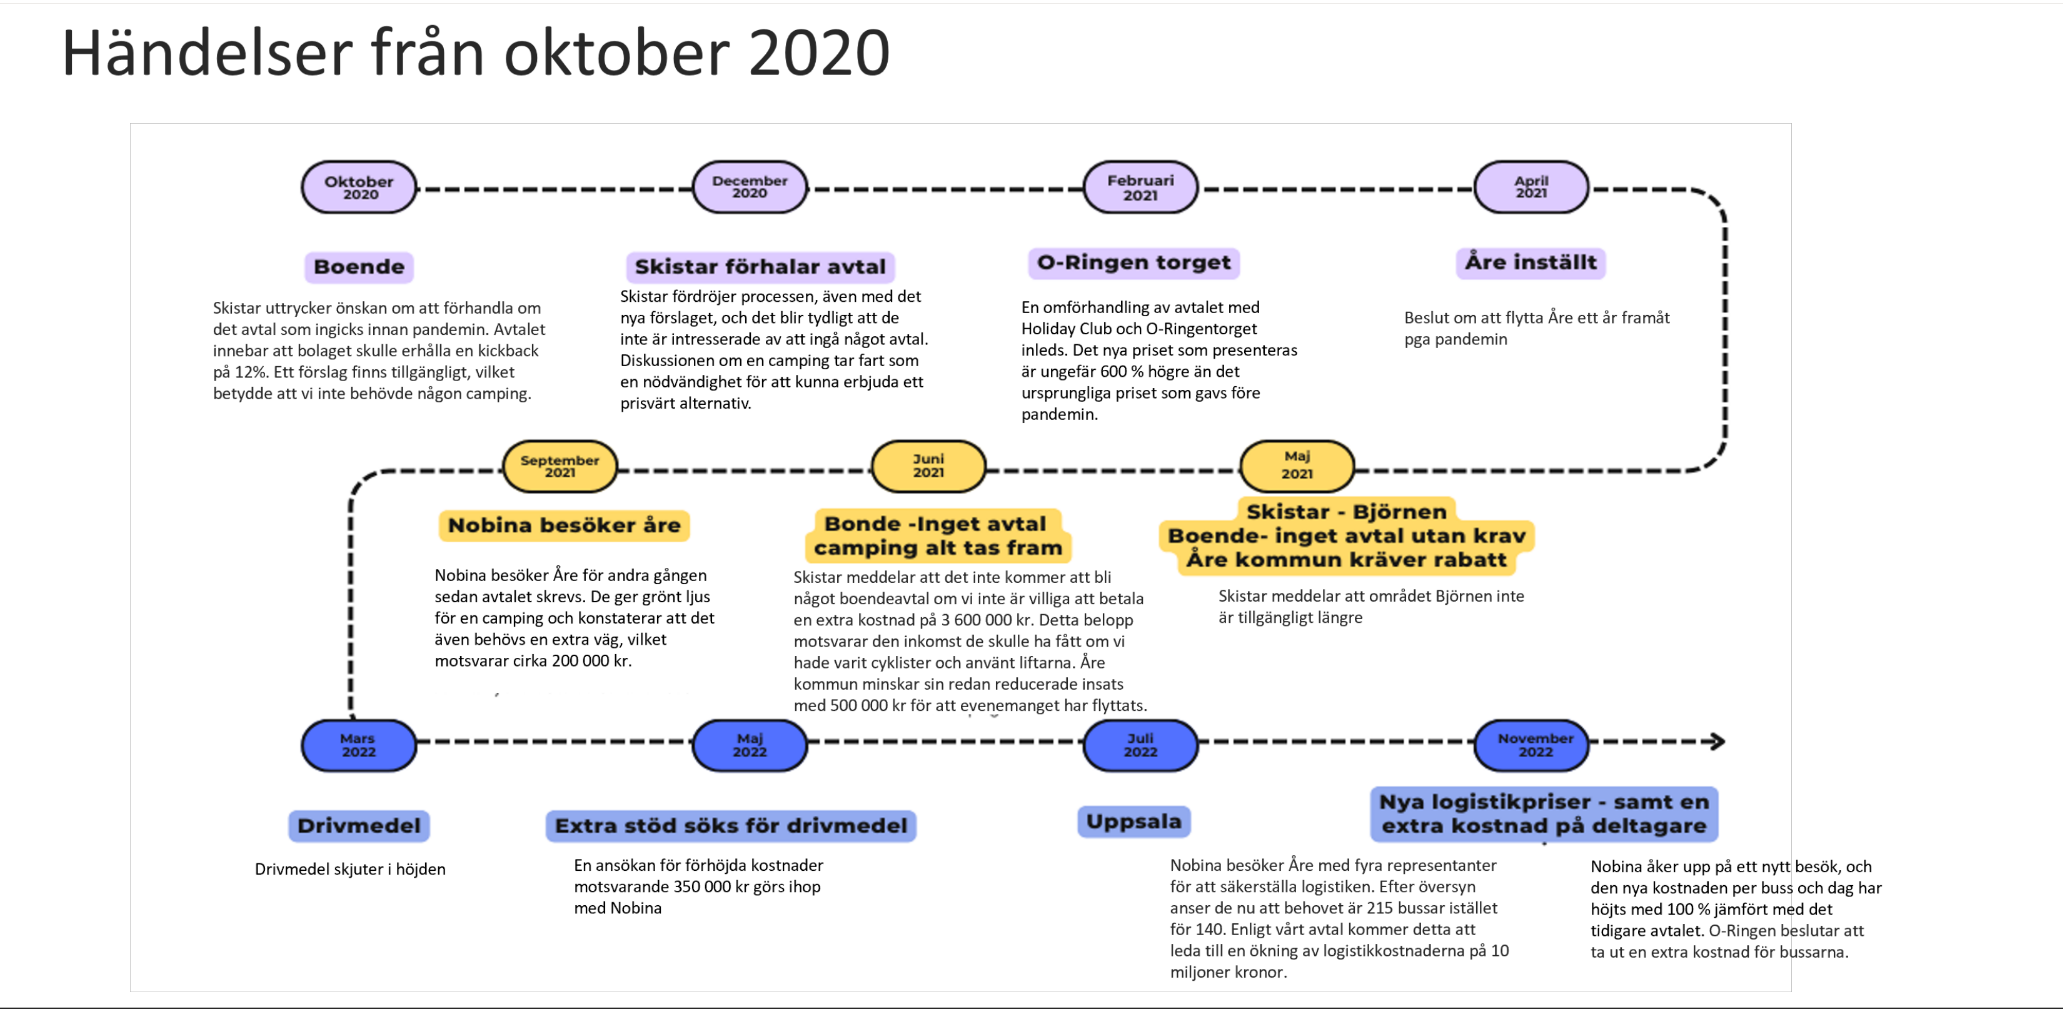 Händelser från oktober 2020
Oktober
2020
Boende
Skistar uttrycker önskan om att förhandla om
det avtal som ingicks innan pandemin. Avtalet
innebar att bolaget skulle erhålla en kickback
på 12%. Ett förslag finns tillgängligt, vilket
betydde att vi inte behövde någon camping.
December
2020
Skistar förhalar avtal
Skistar fördröjer processen, även med det
nya förslaget, och det blir tydligt att de
inte är intresserade av att ingå något avtal.
Diskussionen om en camping tar fart som
en nödvändighet för att kunna erbjuda ett
prisvärt alternativ.
Februari
2021
O-Ringen torget
En omförhandling av avtalet med
Holiday Club och O-Ringentorget
inleds. Det nya priset som presenteras
är ungefär 600 % högre än det
ursprungliga priset som gavs före
pandemin.
April
2021
Åre inställt
Beslut om att flytta Åre ett år framåt
pga pandemin
Maj
2021
Skistar - Björnen
Boende- inget avtal utan krav
Åre kommun kräver rabatt
Skistar meddelar att området Björnen inte
är tillgängligt längre
Juni
2021
Bonde -Inget avtal
camping alt tas fram
Skistar meddelar att det inte kommer att bli
något boendeavtal om vi inte är villiga att betala
en extra kostnad på 3 600 000 kr. Detta belopp
motsvarar den inkomst de skulle ha fått om vi
hade varit cyklister och använt liftarna. Åre
kommun minskar sin redan reducerade insats
med 500 000 kr för att evenemanget har flyttats.
September
2021
Nobina besöker åre
Nobina besöker Åre för andra gången
sedan avtalet skrevs. De ger grönt ljus
för en camping och konstaterar att det
även behövs en extra väg, vilket
motsvarar cirka 200 000 kr.
Mars
2022
Drivmedel
Drivmedel skjuter i höjden
Maj
2022
Extra stöd söks för drivmedel
En ansökan för förhöjda kostnader
motsvarande 350 000 kr görs ihop
med Nobina
Juli
2022
Uppsala
Nobina besöker Åre med fyra representanter
för att säkerställa logistiken. Efter översyn
anser de nu att behovet är 215 bussar istället
för 140. Enligt vårt avtal kommer detta att
leda till en ökning av logistikkostnaderna på 10
miljoner kronor.
November
2022
Nya logistikpriser - samt en
extra kostnad på deltagare
Nobina åker upp på ett nytt besök, och
den nya kostnaden per buss och dag har
höjts med 100 % jämfört med det
tidigare avtalet. O-Ringen beslutar att
ta ut en extra kostnad för bussarna.